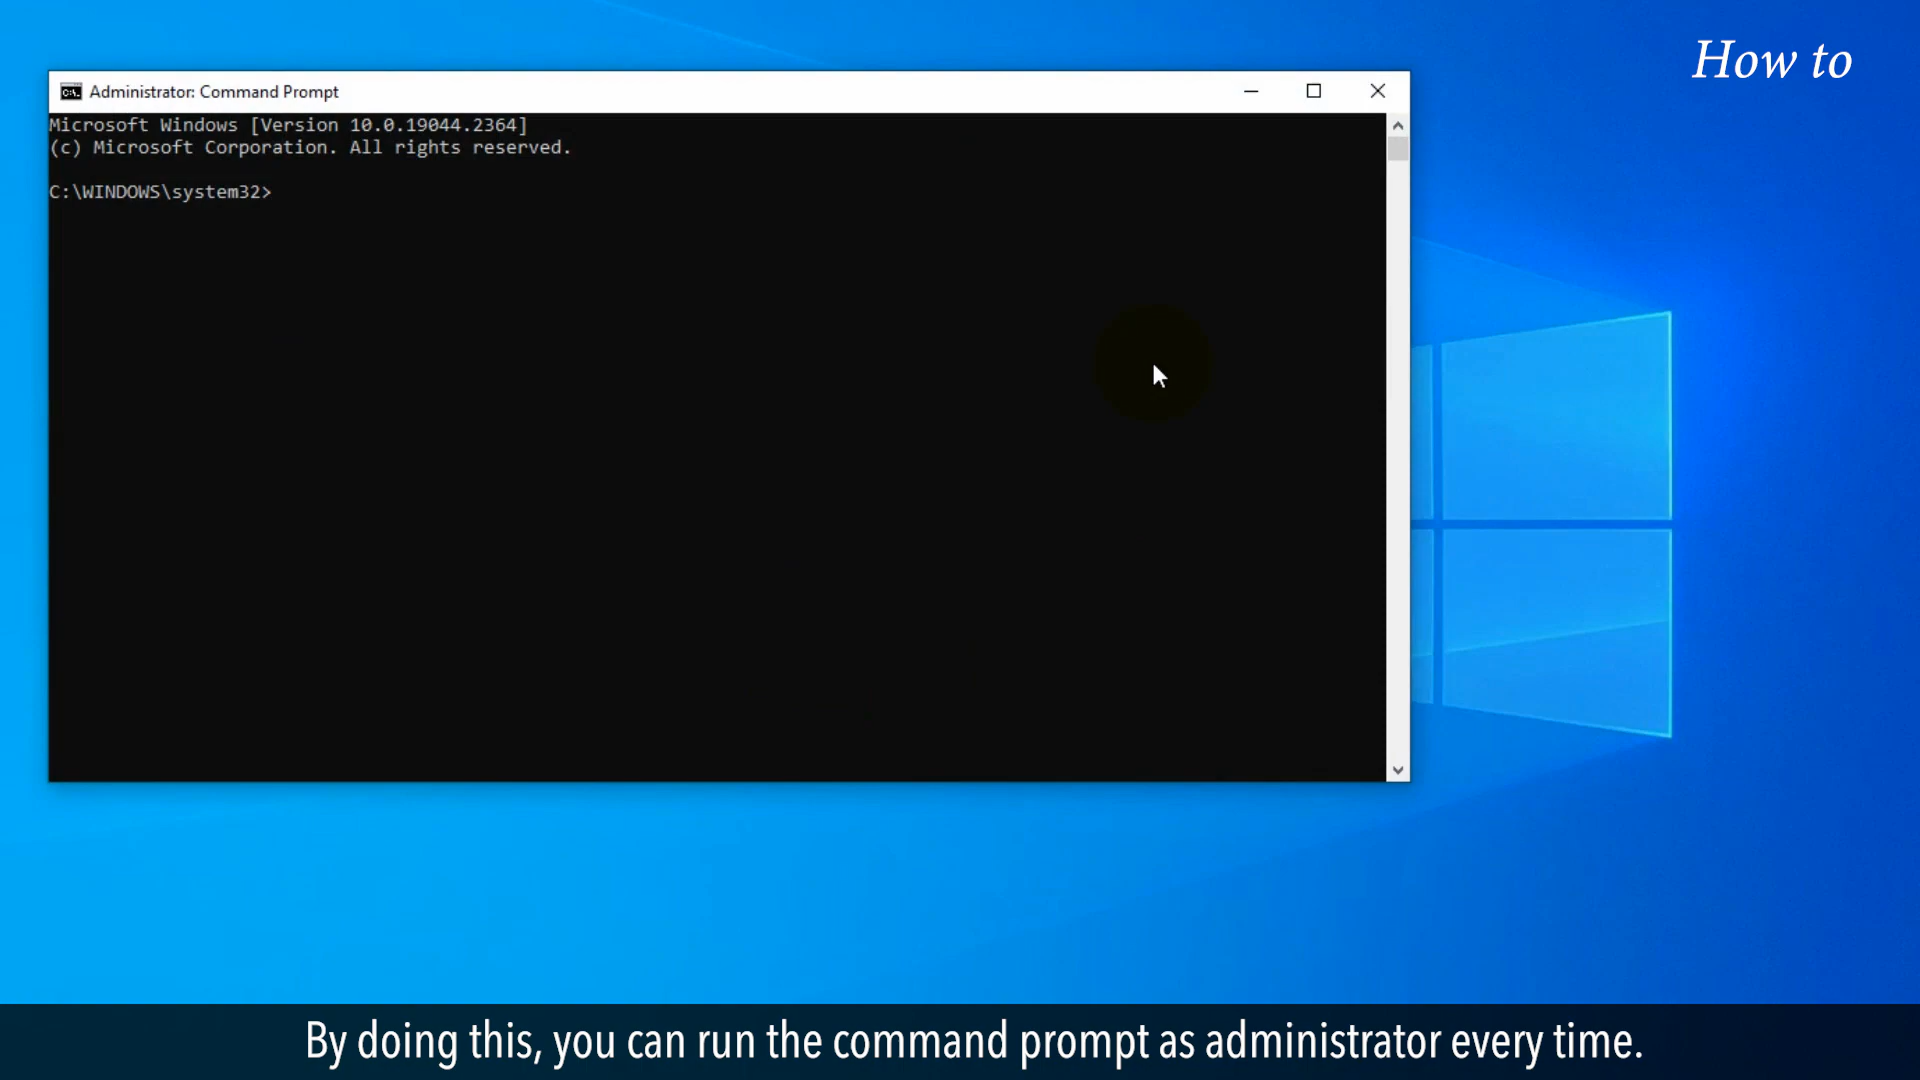 How to
Administrator: Command Prompt
Microsoft Windows [Version 10.0.19044.2364]
(c) Microsoft Corporation. All rights reserved.
C:\WINDOWS\system32>
By doing this, you can run the command prompt as administrator every time.